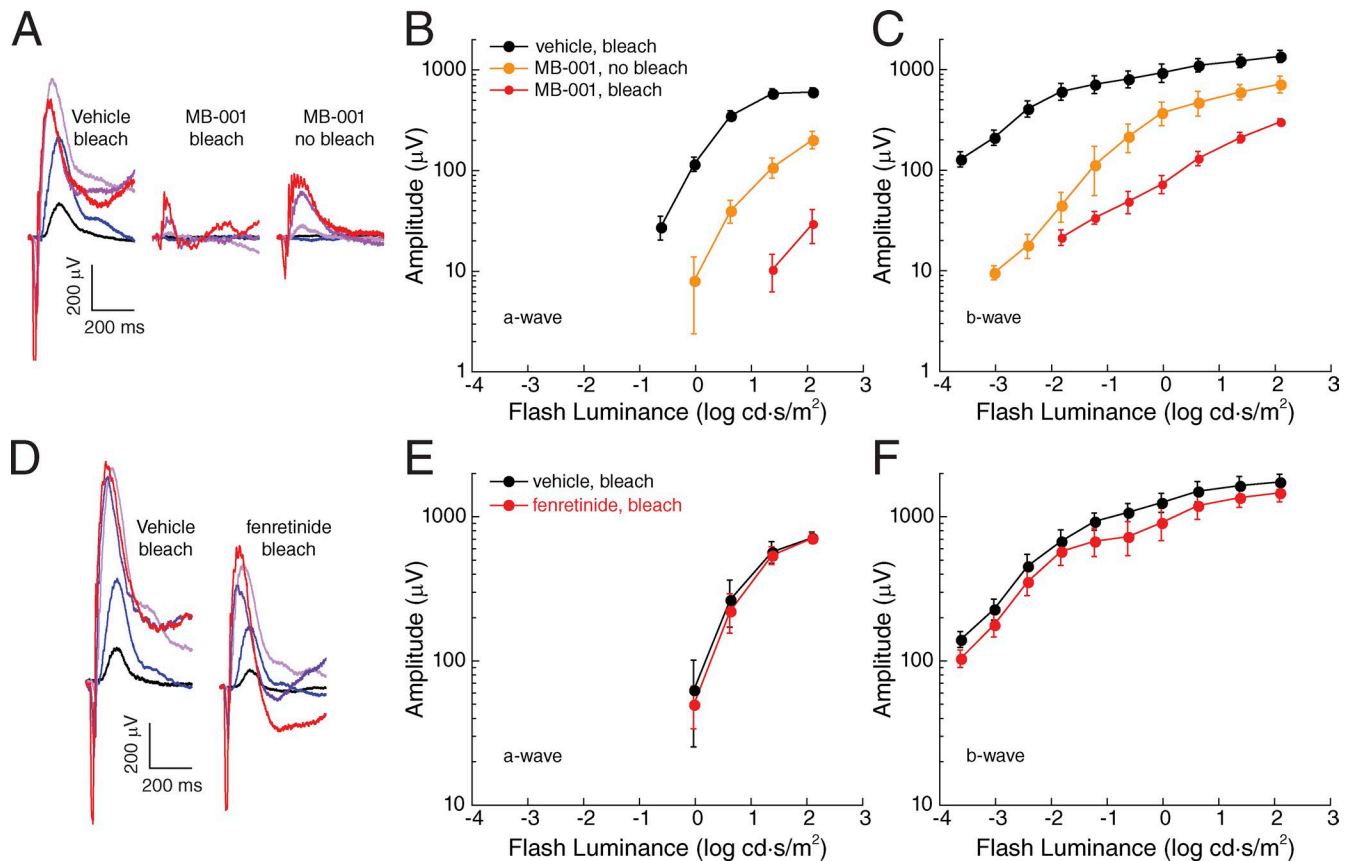 A
Vehicle
bleach
MB-001
bleach
MB-001
no bleach
200 μV
200 ms
B
vehicle, bleach
MB-001, no bleach
MB-001, bleach
1000
100
10
1
Amplitude (μV)
a-wave
-4 -3 -2 -1 0 1 2 3
Flash Luminance (log cd·s/m²)
C
1000
100
10
1
Amplitude (μV)
b-wave
-4 -3 -2 -1 0 1 2 3
Flash Luminance (log cd·s/m²)
D
Vehicle
bleach
fenretinide
bleach
200 μV
200 ms
E
vehicle, bleach
fenretinide, bleach
1000
100
10
Amplitude (μV)
a-wave
-4 -3 -2 -1 0 1 2 3
Flash Luminance (log cd·s/m²)
F
1000
100
10
Amplitude (μV)
b-wave
-4 -3 -2 -1 0 1 2 3
Flash Luminance (log cd·s/m²)